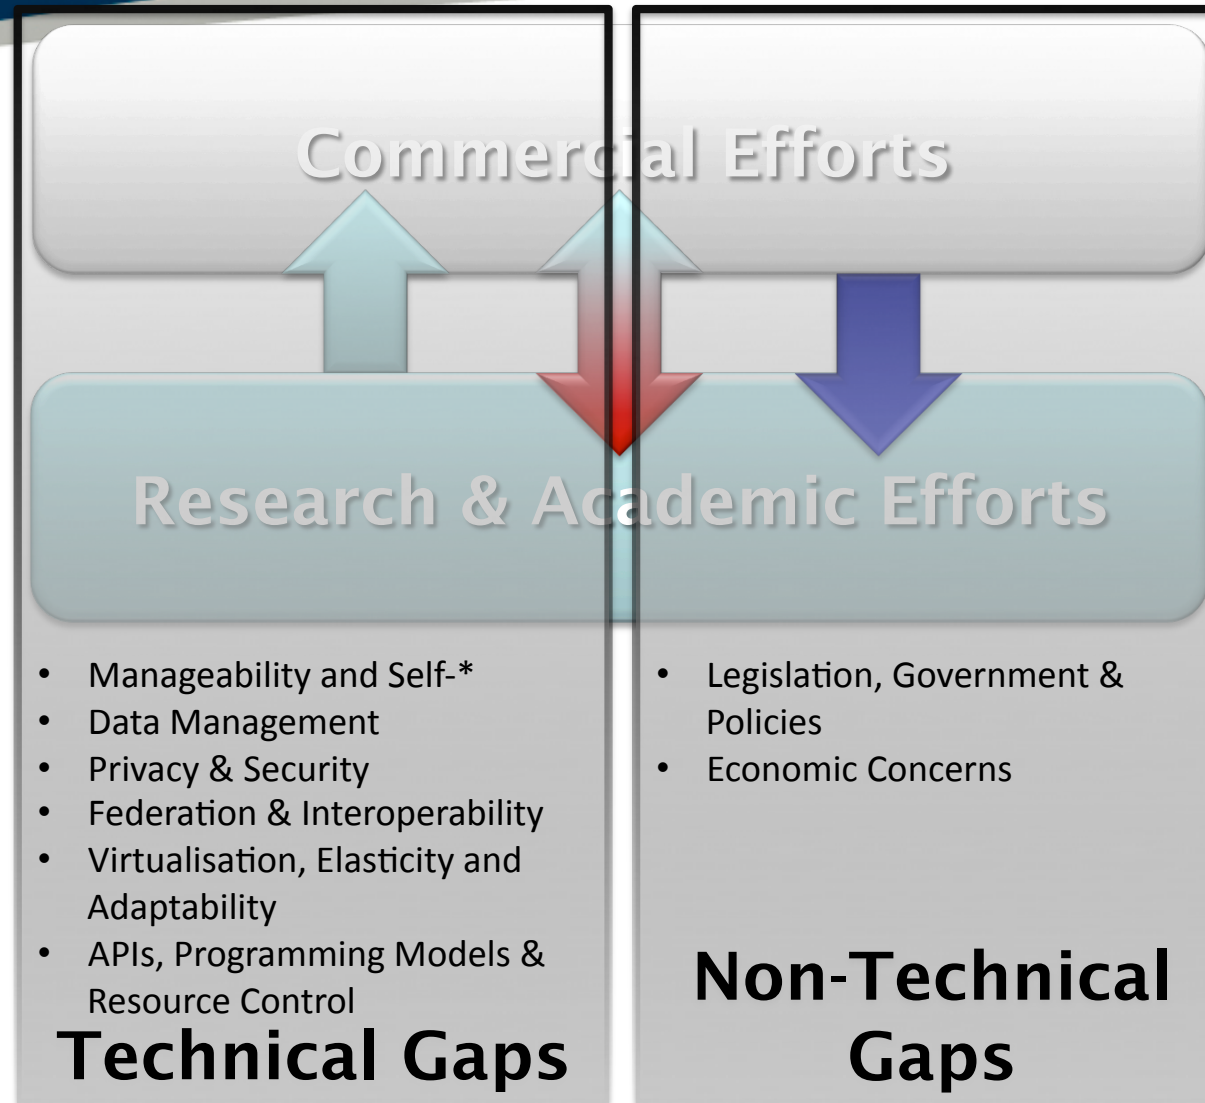 Commercial Efforts
Research & Academic Efforts
• Manageability and Self-*
• Data Management
• Privacy & Security
• Federation & Interoperability
• Virtualisation, Elasticity and
Adaptability
• APIs, Programming Models &
Resource Control
Technical Gaps
• Legislation, Government &
Policies
• Economic Concerns
Non-Technical
Gaps